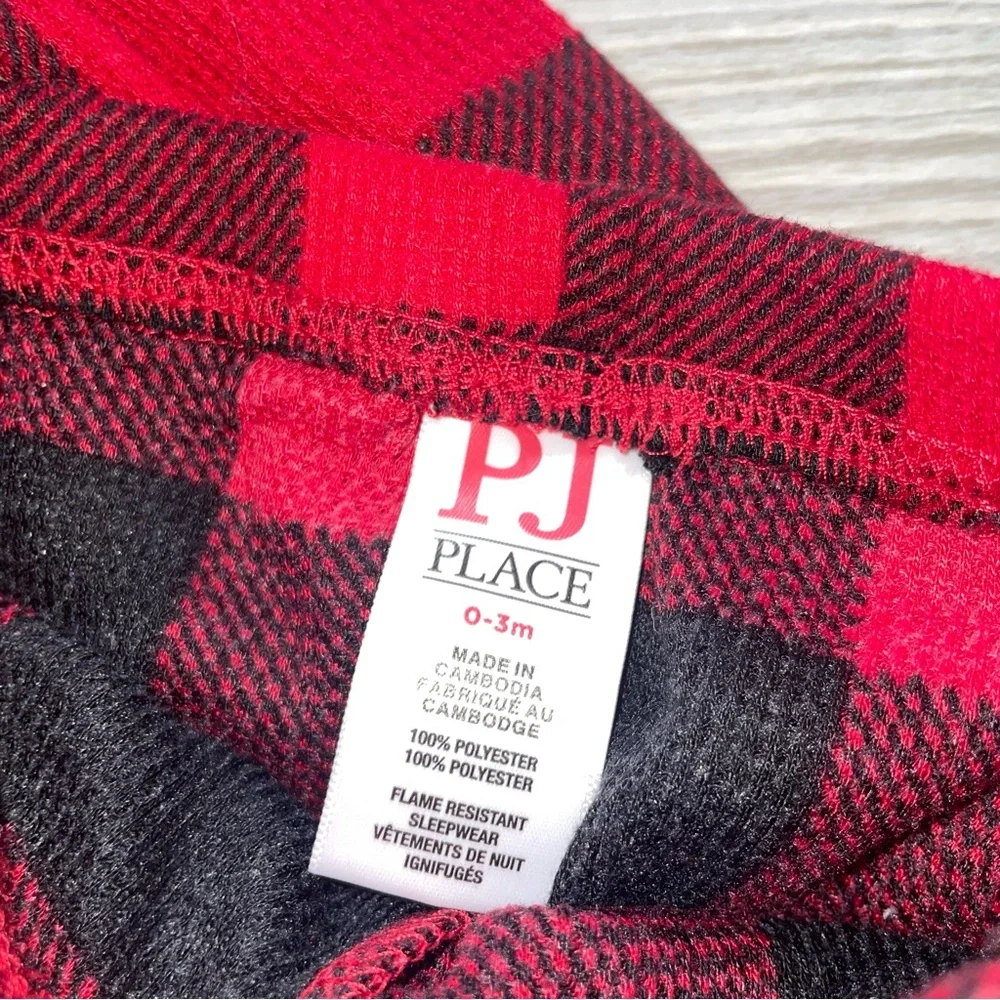 PJ
PLACE
0-3m
MADE IN
CAMBODIA
FABRIQUÉ AU
CAMBODGE
100% POLYESTER
100% POLYESTER
FLAME RESISTANT
SLEEPWEAR
VÊTEMENTS DE NUIT
IGNIFUGÉS